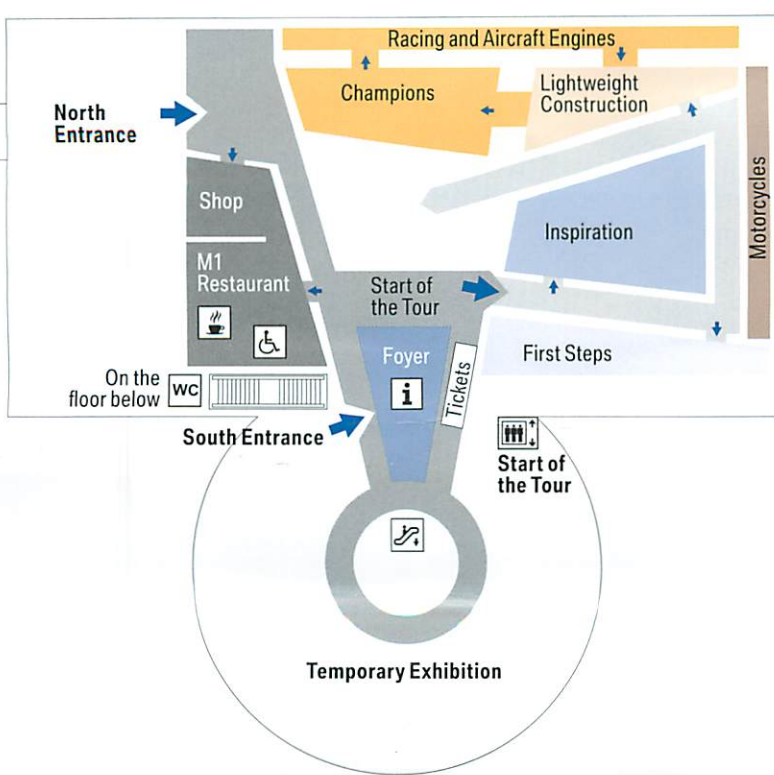 Racing and Aircraft Engines
Champions
Lightweight
Construction
North
Entrance
Shop
Motorcycles
Inspiration
M1
Restaurant
Start of
the Tour
First Steps
Foyer
i
Tickets
On the
floor below
WC
South Entrance
Start of
the Tour
Temporary Exhibition